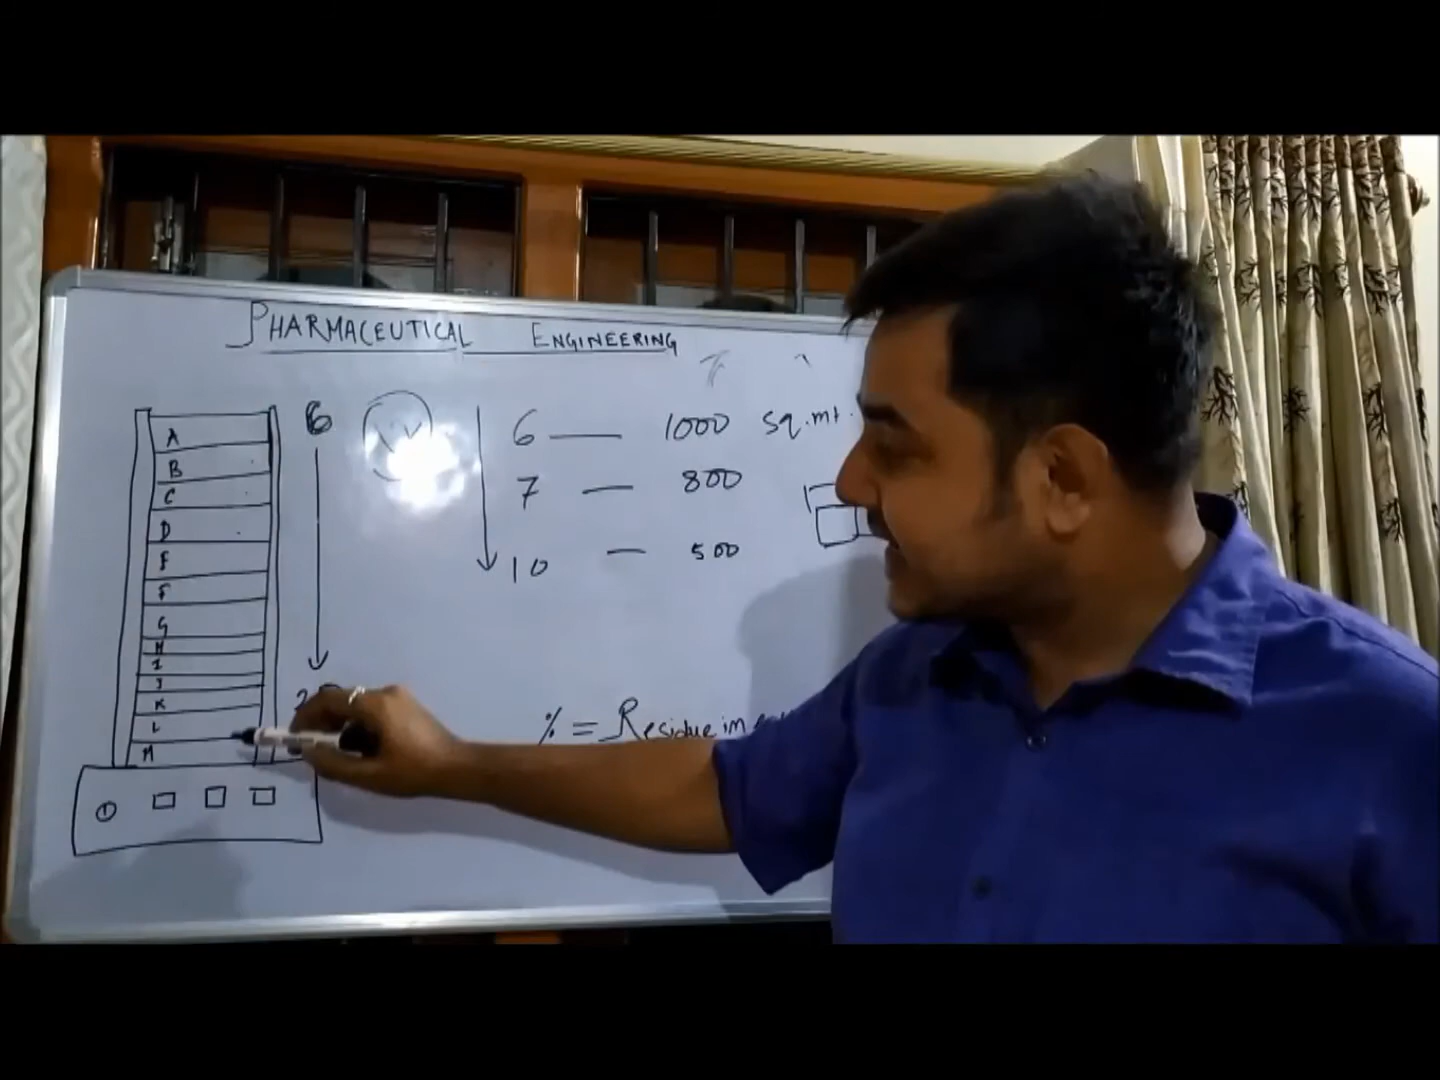 PHARMACEUTICAL ENGINEERING
6
6 — 1000 sq.mt.
7 — 800
10 — 500
A
B
C
D
E
F
G
H
I
J
K
L
M
% = Residue in